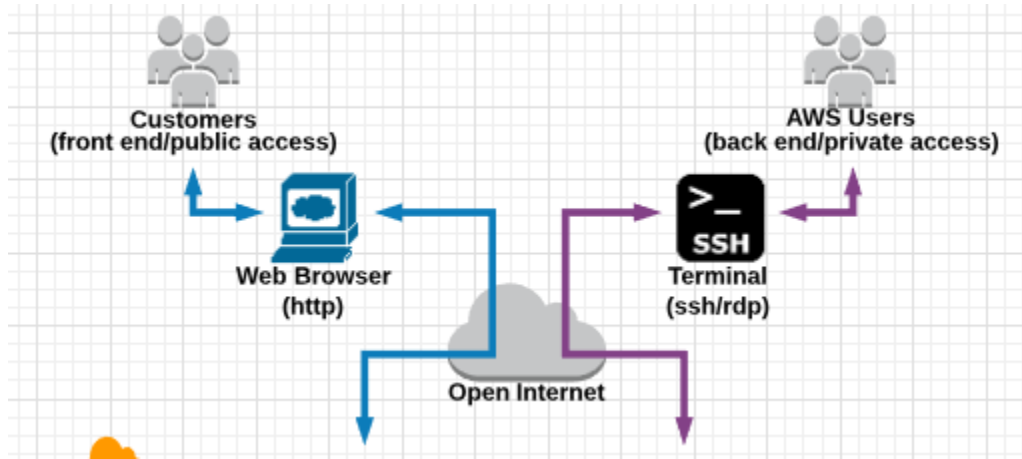 Customers
(front end/public access)
AWS Users
(back end/private access)
>_
SSH
Web Browser
(http)
Terminal
(ssh/rdp)
Open Internet